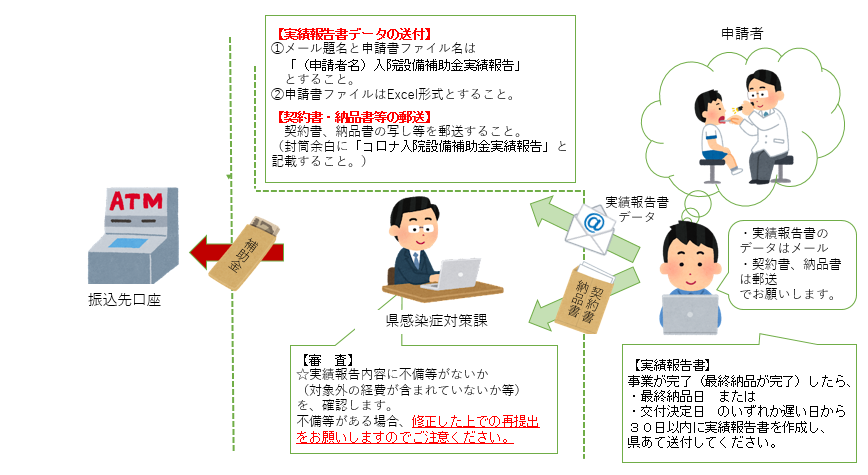 【実績報告書データの送付】
①メール題名と申請書ファイル名は
「（申請者名）入院設備補助金実績報告」
とすること。
②申請書ファイルはExcel形式とすること。
【契約書・納品書等の郵送】
契約書、納品書の写し等を郵送すること。
（封筒余白に「コロナ入院設備補助金実績報告」と
記載すること。）
申請者
実績報告書
データ
@
・実績報告書の
データはメール
・契約書、納品書
は郵送
でお願いします。
契約書
納品書
ATM
補助金
振込先口座
県感染症対策課
【審　査】
☆実績報告内容に不備等がないか
（対象外の経費が含まれていないか等）
を、確認します。
不備等がある場合、修正した上での再提出
をお願いしますのでご注意ください。
【実績報告書】
事業が完了（最終納品が完了）したら、
・最終納品日　または
・交付決定日　のいずれか遅い日から
３０日以内に実績報告書を作成し、
県あて送付してください。